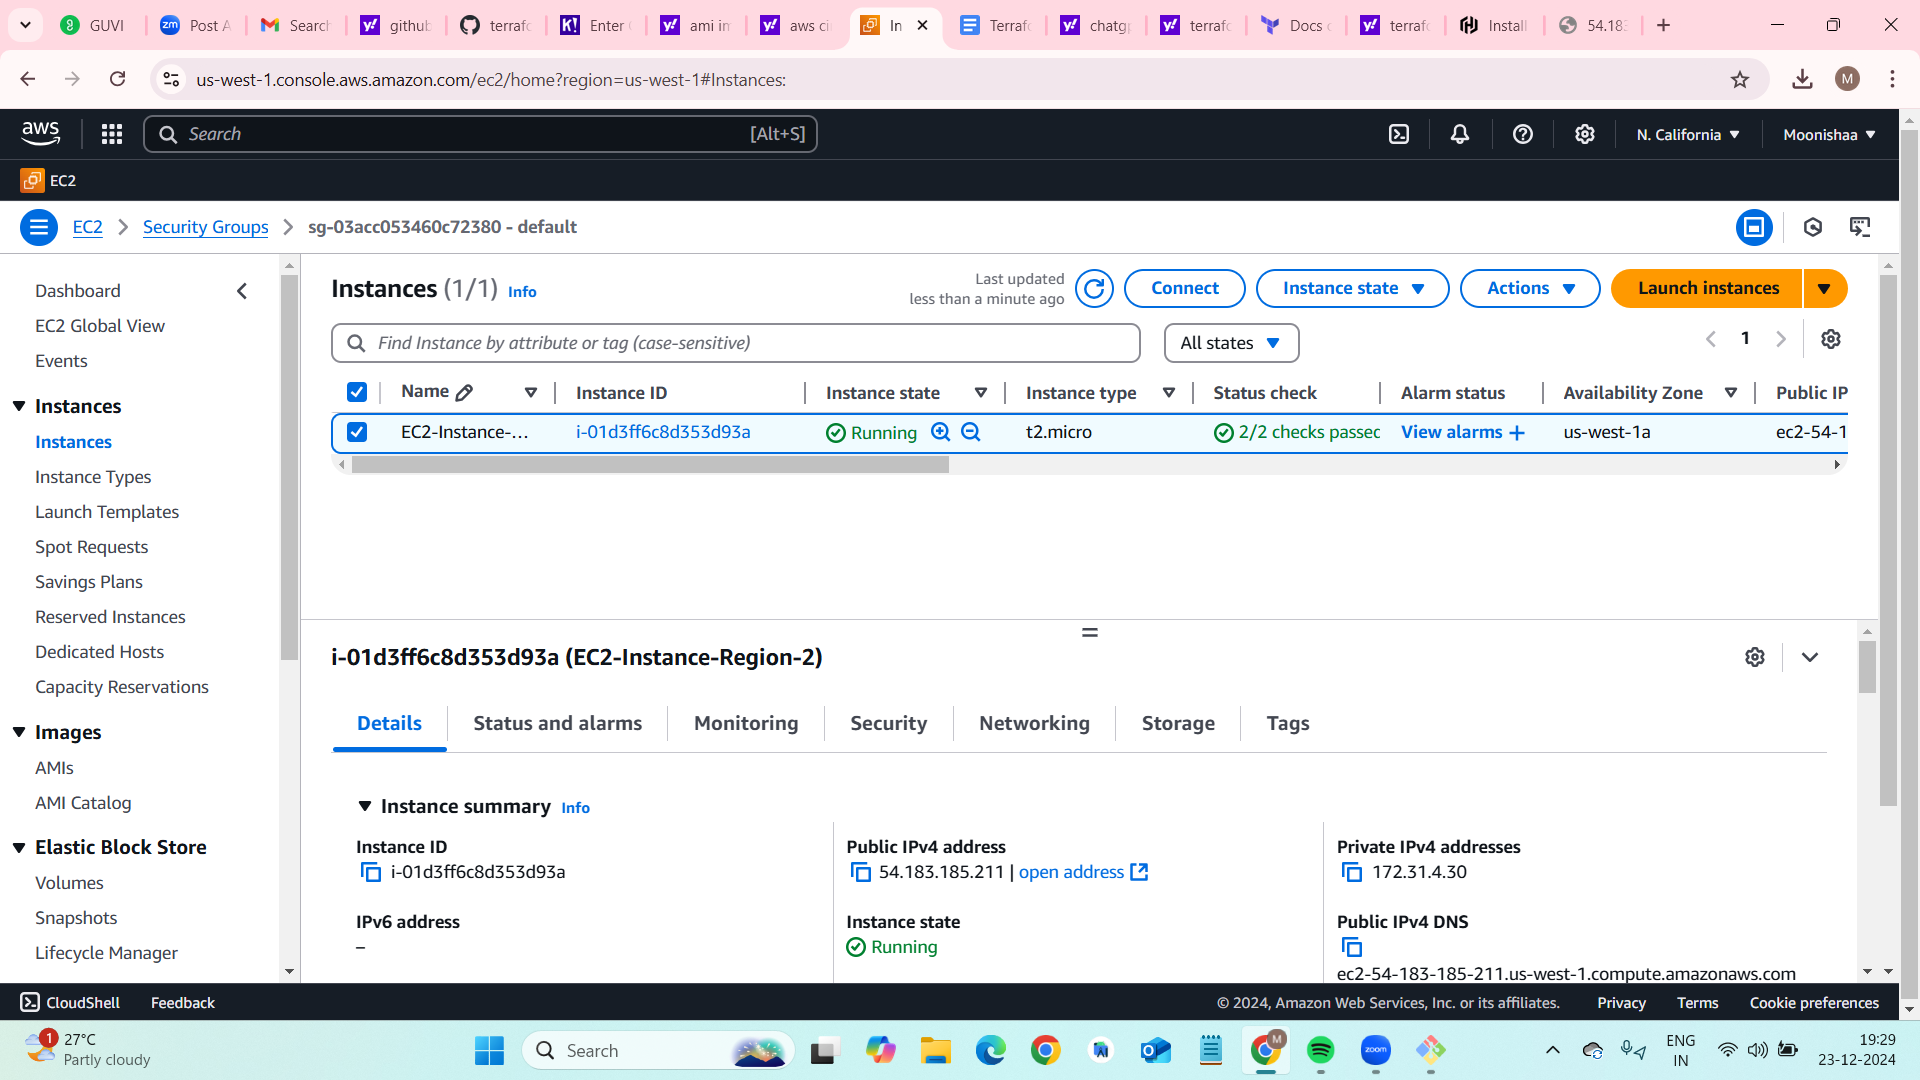 GUVI
Post A
Search
github
terrafo
Enter
ami im
aws ci
In
Terrafo
chatgp
terrafo
Docs o
terrafo
Install
54.183
us-west-1.console.aws.amazon.com/ec2/home?region=us-west-1#Instances:
M
aws
Search
[Alt+S]
N. California
Moonishaa
EC2
EC2
Security Groups
sg-03acc053460c72380 - default
Dashboard
EC2 Global View
Events
Instances
Instances
Instance Types
Launch Templates
Spot Requests
Savings Plans
Reserved Instances
Dedicated Hosts
Capacity Reservations
Images
AMIs
AMI Catalog
Elastic Block Store
Volumes
Snapshots
Lifecycle Manager
Instances (1/1) Info
Last updated
less than a minute ago
Connect
Instance state
Actions
Launch instances
Find Instance by attribute or tag (case-sensitive)
All states
1
Name Instance ID Instance state Instance type Status check Alarm status Availability Zone Public IP
EC2-Instance-... i-01d3ff6c8d353d93a Running t2.micro 2/2 checks passed View alarms + us-west-1a ec2-54-1
i-01d3ff6c8d353d93a (EC2-Instance-Region-2)
Details
Status and alarms
Monitoring
Security
Networking
Storage
Tags
Instance summary Info
Instance ID
i-01d3ff6c8d353d93a
Public IPv4 address
54.183.185.211 | open address
Private IPv4 addresses
172.31.4.30
IPv6 address
–
Instance state
Running
Public IPv4 DNS
ec2-54-183-185-211.us-west-1.compute.amazonaws.com
CloudShell
Feedback
© 2024, Amazon Web Services, Inc. or its affiliates.
Privacy
Terms
Cookie preferences
1
27°C
Partly cloudy
Search
M
zoom
ENG
IN
19:29
23-12-2024